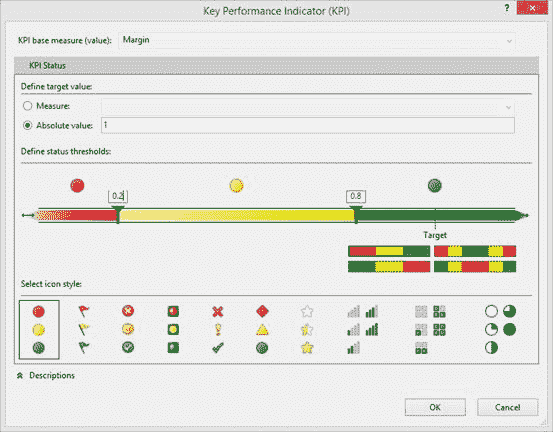 Key Performance Indicator (KPI)
?
KPI base measure (value): Margin
KPI Status
Define target value:
Measure:
Absolute value: 1
Define status thresholds:
0.2 0.8
Target
Select icon style:
Descriptions
OK Cancel